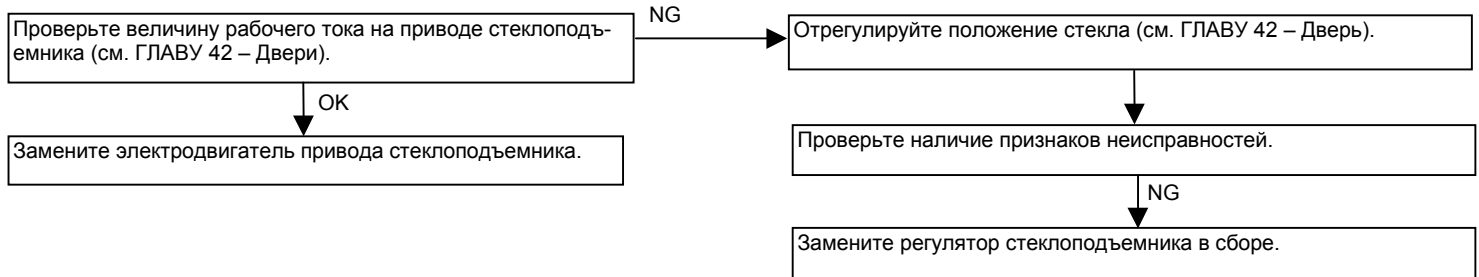 Проверьте величину рабочего тока на приводе стеклоподъ-
емника (см. ГЛАВУ 42 – Двери).
NG
Отрегулируйте положение стекла (см. ГЛАВУ 42 – Дверь).
OK
Замените электродвигатель привода стеклоподъемника.
Проверьте наличие признаков неисправностей.
NG
Замените регулятор стеклоподъемника в сборе.